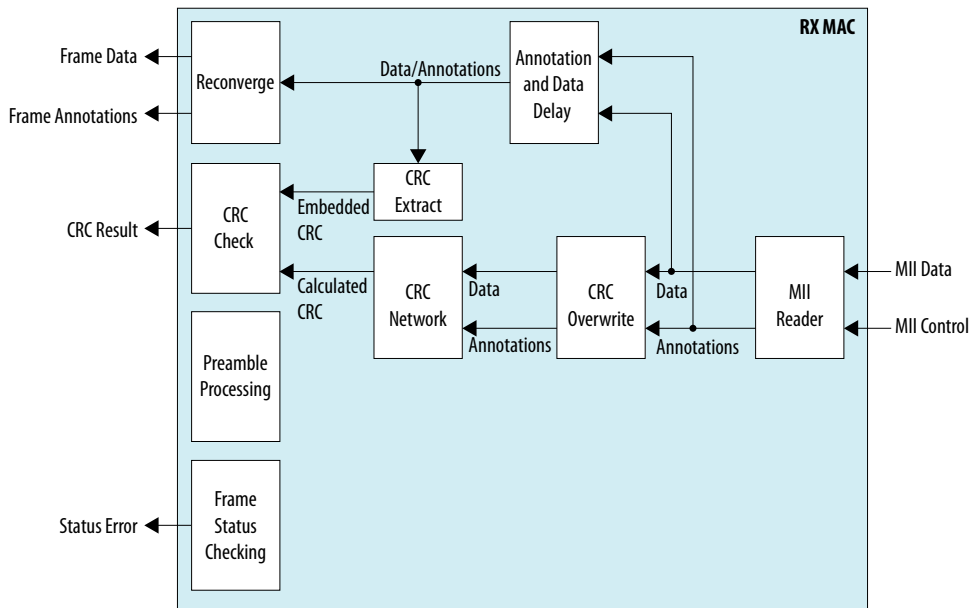 RX MAC
Frame Data
Frame Annotations
Reconverge
Data/Annotations
Annotation
and Data
Delay
CRC
Extract
Embedded
CRC
CRC
Check
CRC Result
Calculated
CRC
CRC
Network
Data
Annotations
CRC
Overwrite
Data
Annotations
MII
Reader
MII Data
MII Control
Preamble
Processing
Frame
Status
Checking
Status Error